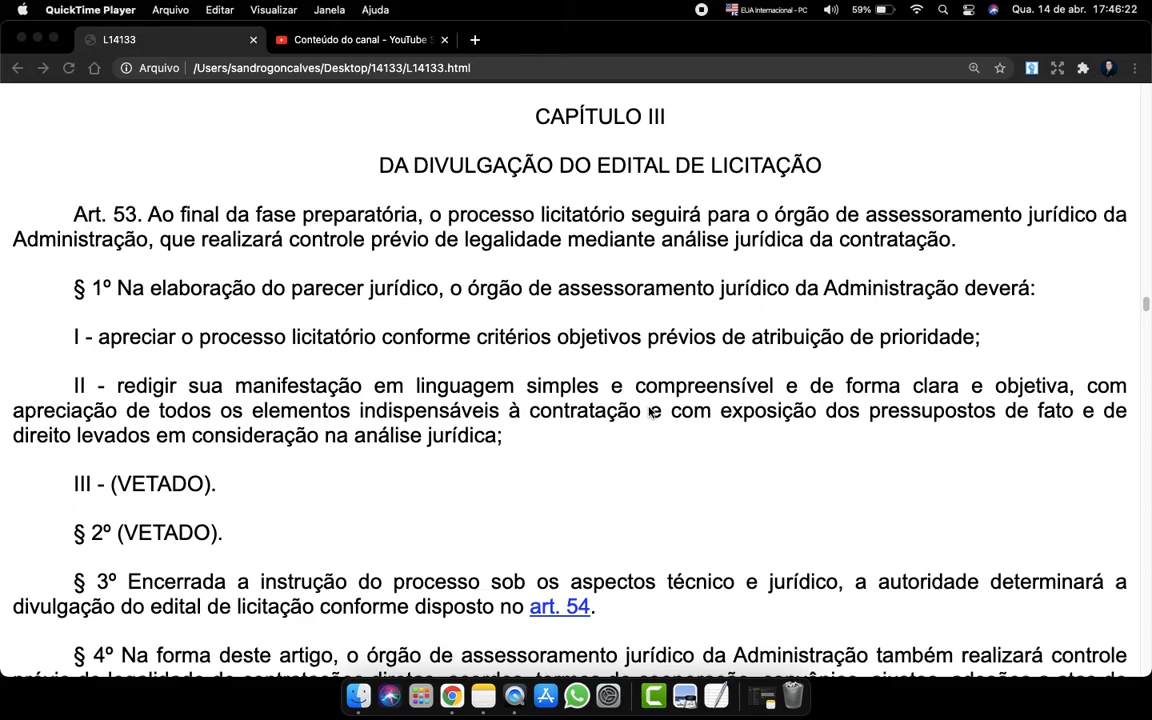 QuickTime Player Arquivo Editar Visualizar Janela Ajuda EUA Internacional - PC 59% Qua. 14 de abr. 17:46:22
L14133 Conteúdo do canal - YouTube
Arquivo /Users/sandrogoncalves/Desktop/14133/L14133.html
CAPÍTULO III
DA DIVULGAÇÃO DO EDITAL DE LICITAÇÃO
Art. 53. Ao final da fase preparatória, o processo licitatório seguirá para o órgão de assessoramento jurídico da
Administração, que realizará controle prévio de legalidade mediante análise jurídica da contratação.
§ 1º Na elaboração do parecer jurídico, o órgão de assessoramento jurídico da Administração deverá:
I - apreciar o processo licitatório conforme critérios objetivos prévios de atribuição de prioridade;
II - redigir sua manifestação em linguagem simples e compreensível e de forma clara e objetiva, com
apreciação de todos os elementos indispensáveis à contratação e com exposição dos pressupostos de fato e de
direito levados em consideração na análise jurídica;
III - (VETADO).
§ 2º (VETADO).
§ 3º Encerrada a instrução do processo sob os aspectos técnico e jurídico, a autoridade determinará a
divulgação do edital de licitação conforme disposto no art. 54.
§ 4º Na forma deste artigo, o órgão de assessoramento jurídico da Administração também realizará controle